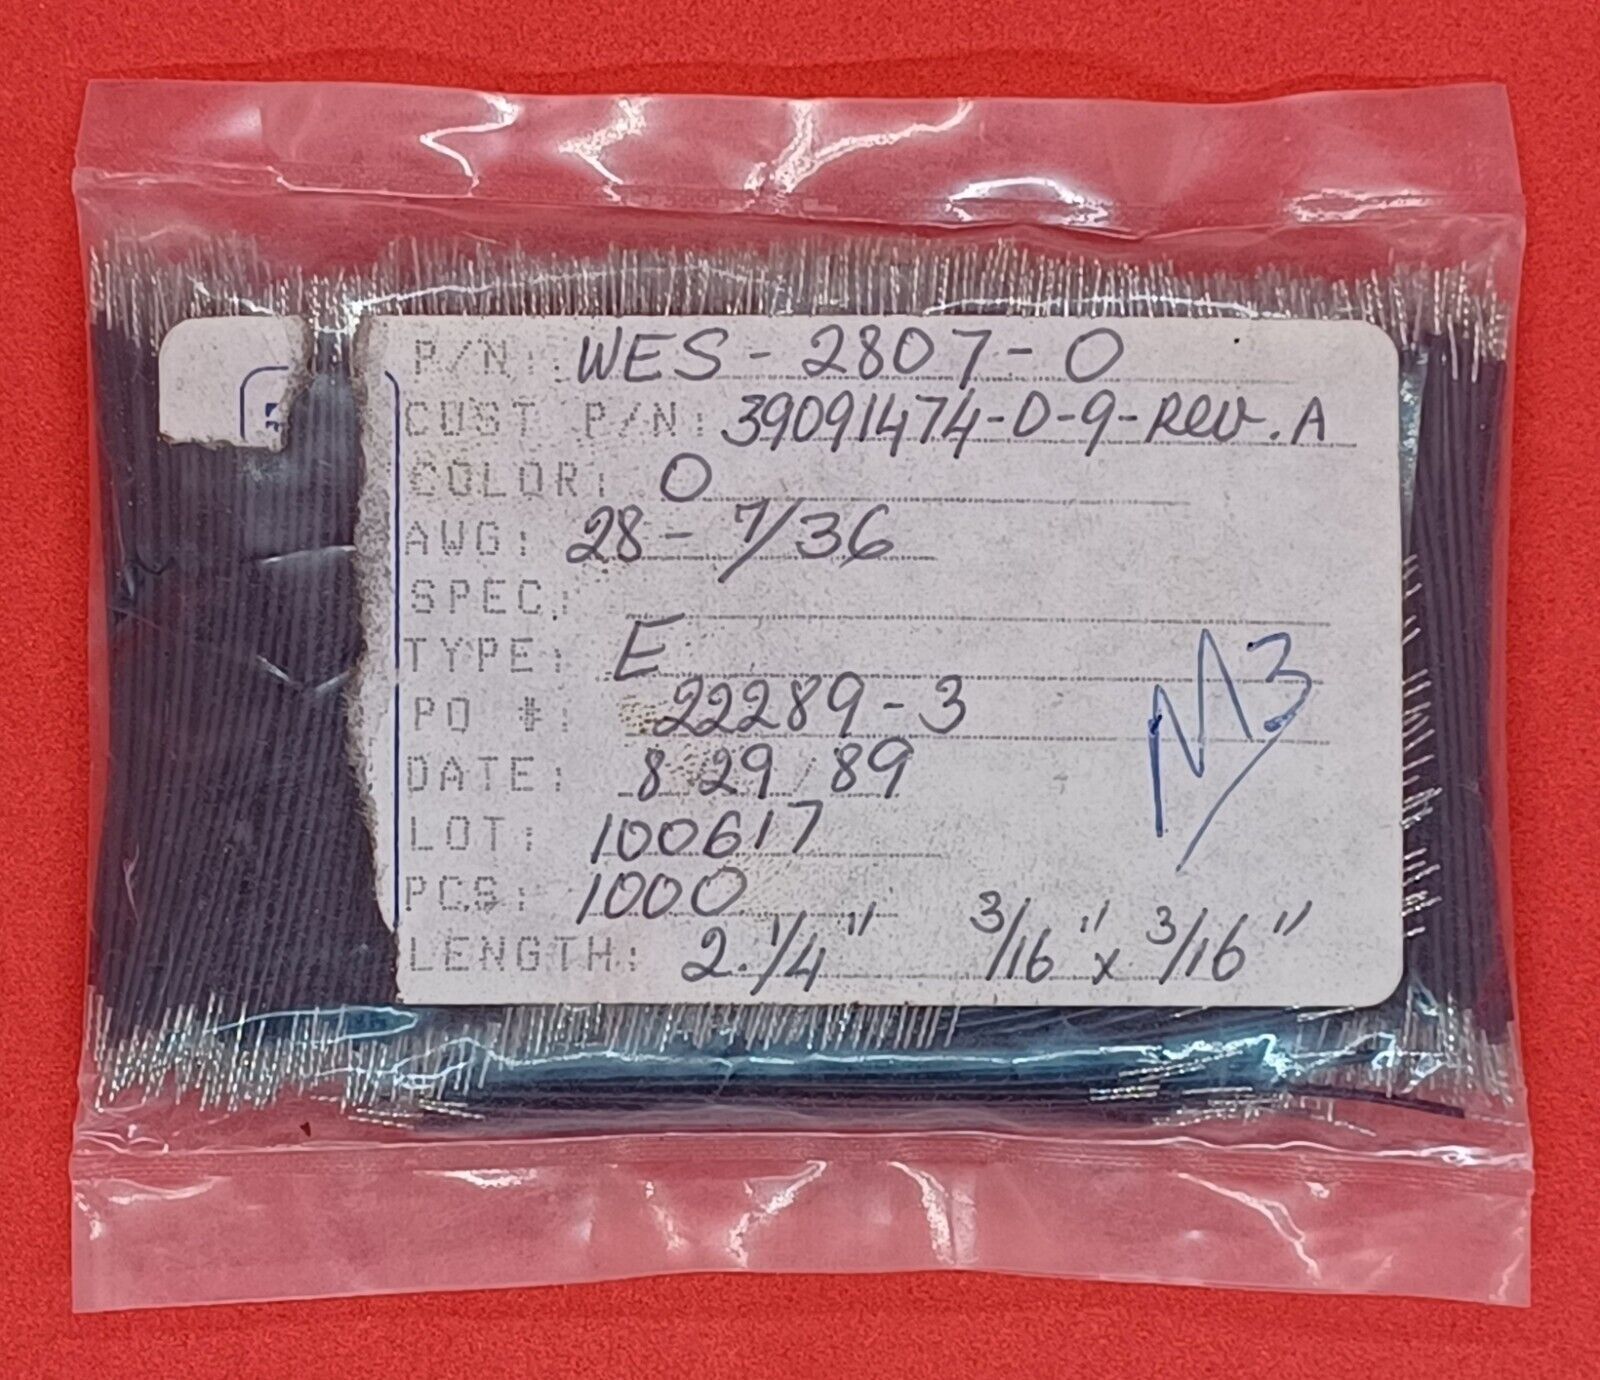 P/N: WES - 2807 - 0
CUST P/N: 39091474-D-9-Rev. A
COLOR: 0
AWG: 28 - 7/36
SPEC:
TYPE: E
PO #: 22289 - 3
DATE: 8 / 29 / 89
LOT: 100617
PCS: 1000
LENGTH: 2.1/4" 3/16" x 3/16"
M3